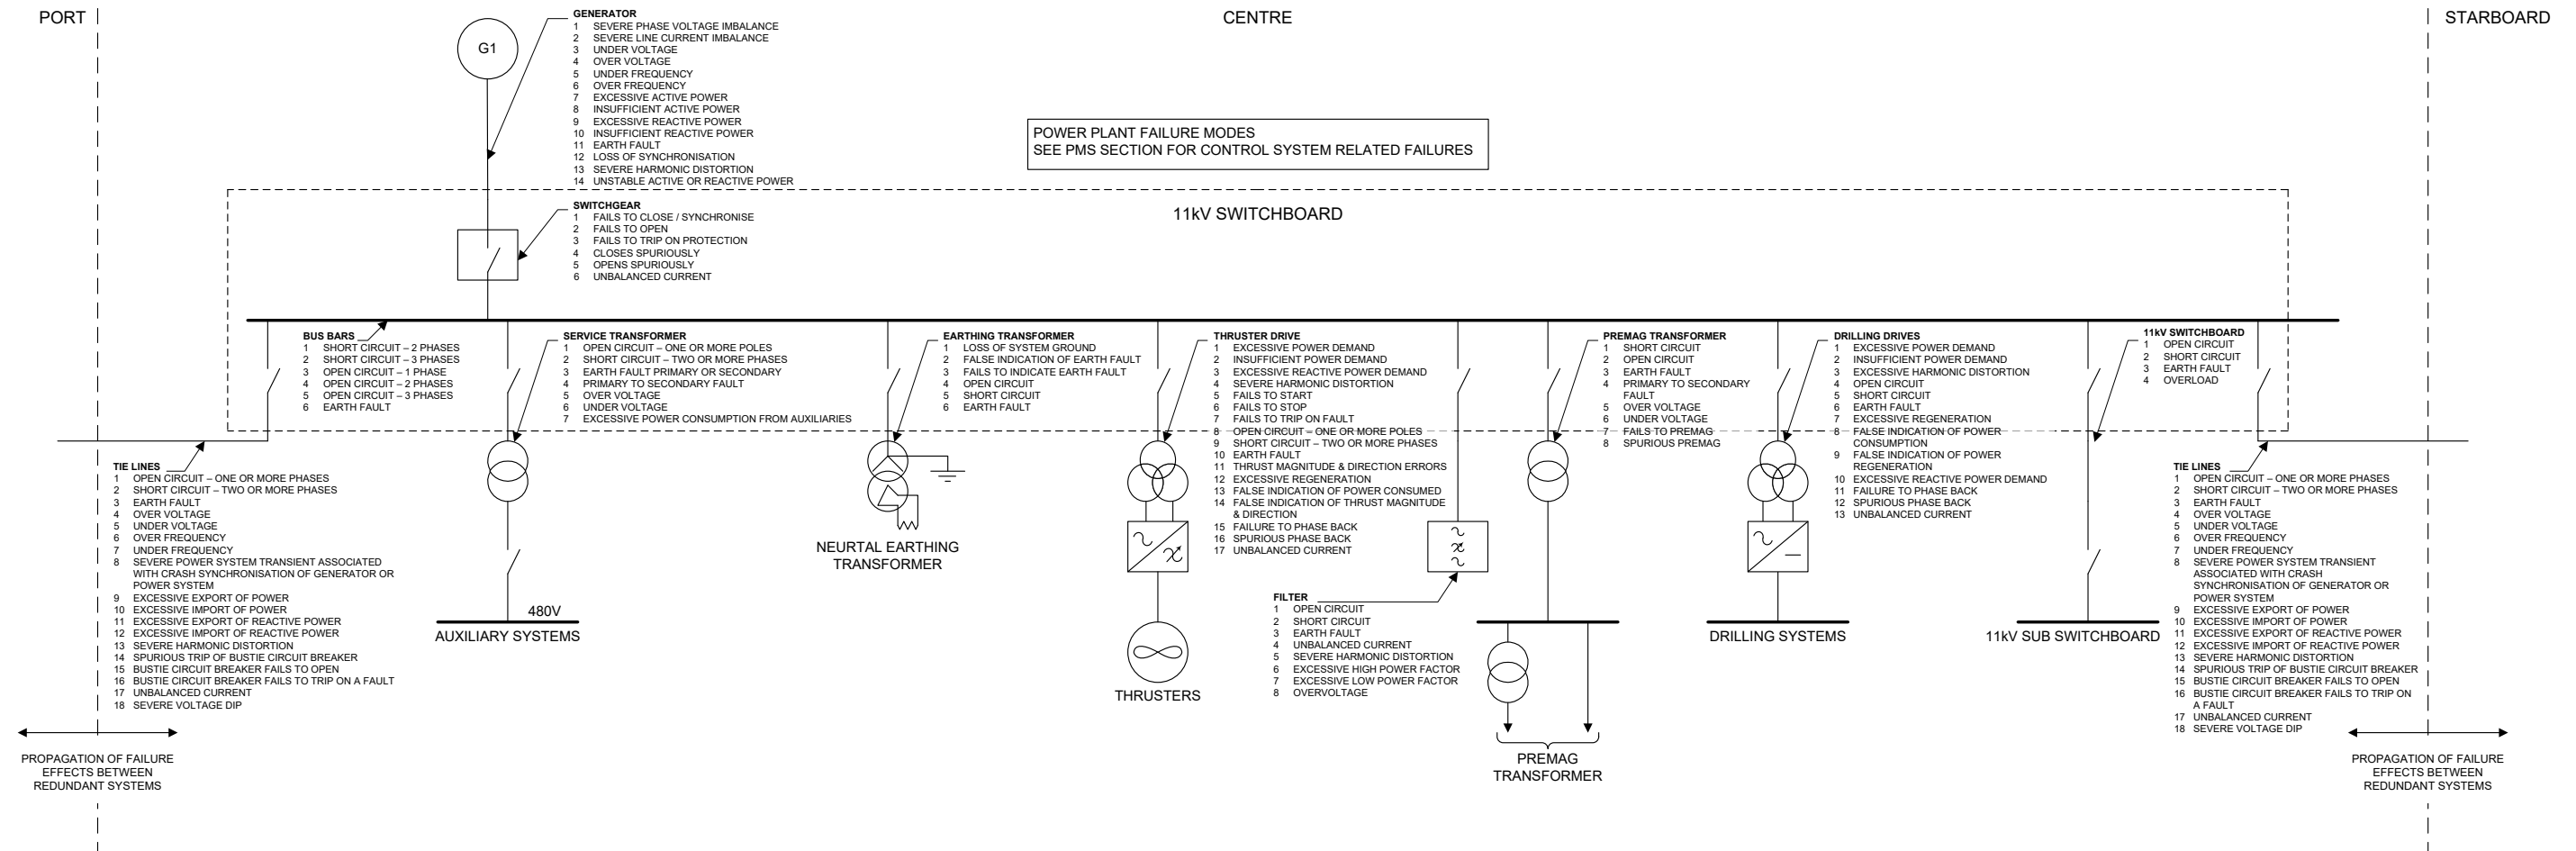 PORT
CENTRE
STARBOARD
G1
GENERATOR
1 SEVERE PHASE VOLTAGE IMBALANCE
2 SEVERE LINE CURRENT IMBALANCE
3 UNDER VOLTAGE
4 OVER VOLTAGE
5 UNDER FREQUENCY
6 OVER FREQUENCY
7 EXCESSIVE ACTIVE POWER
8 INSUFFICIENT ACTIVE POWER
9 EXCESSIVE REACTIVE POWER
10 INSUFFICIENT REACTIVE POWER
11 EARTH FAULT
12 LOSS OF SYNCHRONISATION
13 SEVERE HARMONIC DISTORTION
14 UNSTABLE ACTIVE OR REACTIVE POWER
POWER PLANT FAILURE MODES
SEE PMS SECTION FOR CONTROL SYSTEM RELATED FAILURES
11kV SWITCHBOARD
SWITCHGEAR
1 FAILS TO CLOSE / SYNCHRONISE
2 FAILS TO OPEN
3 FAILS TO TRIP ON PROTECTION
4 CLOSES SPURIOUSLY
5 OPENS SPURIOUSLY
6 UNBALANCED CURRENT
BUS BARS
1 SHORT CIRCUIT – 2 PHASES
2 SHORT CIRCUIT – 3 PHASES
3 OPEN CIRCUIT – 1 PHASE
4 OPEN CIRCUIT – 2 PHASES
5 OPEN CIRCUIT – 3 PHASES
6 EARTH FAULT
SERVICE TRANSFORMER
1 OPEN CIRCUIT – ONE OR MORE POLES
2 SHORT CIRCUIT – TWO OR MORE PHASES
3 EARTH FAULT PRIMARY OR SECONDARY
4 PRIMARY TO SECONDARY FAULT
5 OVER VOLTAGE
6 UNDER VOLTAGE
7 EXCESSIVE POWER CONSUMPTION FROM AUXILIARIES
EARTHING TRANSFORMER
1 LOSS OF SYSTEM GROUND
2 FALSE INDICATION OF EARTH FAULT
3 FAILS TO INDICATE EARTH FAULT
4 OPEN CIRCUIT
5 SHORT CIRCUIT
6 EARTH FAULT
THRUSTER DRIVE
1 EXCESSIVE POWER DEMAND
2 INSUFFICIENT POWER DEMAND
3 EXCESSIVE REACTIVE POWER DEMAND
4 SEVERE HARMONIC DISTORTION
5 FAILS TO START
6 FAILS TO STOP
7 FAILS TO TRIP ON FAULT
8 OPEN CIRCUIT – ONE OR MORE POLES
9 SHORT CIRCUIT – TWO OR MORE PHASES
10 EARTH FAULT
11 THRUST MAGNITUDE & DIRECTION ERRORS
12 EXCESSIVE REGENERATION
13 FALSE INDICATION OF POWER CONSUMED
14 FALSE INDICATION OF THRUST MAGNITUDE
& DIRECTION
15 FAILURE TO PHASE BACK
16 SPURIOUS PHASE BACK
17 UNBALANCED CURRENT
PREMAG TRANSFORMER
1 SHORT CIRCUIT
2 OPEN CIRCUIT
3 EARTH FAULT
4 PRIMARY TO SECONDARY
FAULT
5 OVER VOLTAGE
6 UNDER VOLTAGE
7 FAILS TO PREMAG
8 SPURIOUS PREMAG
DRILLING DRIVES
1 EXCESSIVE POWER DEMAND
2 INSUFFICIENT POWER DEMAND
3 EXCESSIVE HARMONIC DISTORTION
4 OPEN CIRCUIT
5 SHORT CIRCUIT
6 EARTH FAULT
7 EXCESSIVE REGENERATION
8 FALSE INDICATION OF POWER
CONSUMPTION
9 FALSE INDICATION OF POWER
REGENERATION
10 EXCESSIVE REACTIVE POWER DEMAND
11 FAILURE TO PHASE BACK
12 SPURIOUS PHASE BACK
13 UNBALANCED CURRENT
11kV SWITCHBOARD
1 OPEN CIRCUIT
2 SHORT CIRCUIT
3 EARTH FAULT
4 OVERLOAD
TIE LINES
1 OPEN CIRCUIT – ONE OR MORE PHASES
2 SHORT CIRCUIT – TWO OR MORE PHASES
3 EARTH FAULT
4 OVER VOLTAGE
5 UNDER VOLTAGE
6 OVER FREQUENCY
7 UNDER FREQUENCY
8 SEVERE POWER SYSTEM TRANSIENT ASSOCIATED
WITH CRASH SYNCHRONISATION OF GENERATOR OR
POWER SYSTEM
9 EXCESSIVE EXPORT OF POWER
10 EXCESSIVE IMPORT OF POWER
11 EXCESSIVE EXPORT OF REACTIVE POWER
12 EXCESSIVE IMPORT OF REACTIVE POWER
13 SEVERE HARMONIC DISTORTION
14 SPURIOUS TRIP OF BUSTIE CIRCUIT BREAKER
15 BUSTIE CIRCUIT BREAKER FAILS TO OPEN
16 BUSTIE CIRCUIT BREAKER FAILS TO TRIP ON A FAULT
17 UNBALANCED CURRENT
18 SEVERE VOLTAGE DIP
480V
AUXILIARY SYSTEMS
NEURTAL EARTHING
TRANSFORMER
THRUSTERS
FILTER
1 OPEN CIRCUIT
2 SHORT CIRCUIT
3 EARTH FAULT
4 UNBALANCED CURRENT
5 SEVERE HARMONIC DISTORTION
6 EXCESSIVE HIGH POWER FACTOR
7 EXCESSIVE LOW POWER FACTOR
8 OVERVOLTAGE
PREMAG
TRANSFORMER
DRILLING SYSTEMS
11kV SUB SWITCHBOARD
TIE LINES
1 OPEN CIRCUIT – ONE OR MORE PHASES
2 SHORT CIRCUIT – TWO OR MORE PHASES
3 EARTH FAULT
4 OVER VOLTAGE
5 UNDER VOLTAGE
6 OVER FREQUENCY
7 UNDER FREQUENCY
8 SEVERE POWER SYSTEM TRANSIENT
ASSOCIATED WITH CRASH
SYNCHRONISATION OF GENERATOR OR
POWER SYSTEM
9 EXCESSIVE EXPORT OF POWER
10 EXCESSIVE IMPORT OF POWER
11 EXCESSIVE EXPORT OF REACTIVE POWER
12 EXCESSIVE IMPORT OF REACTIVE POWER
13 SEVERE HARMONIC DISTORTION
14 SPURIOUS TRIP OF BUSTIE CIRCUIT BREAKER
15 BUSTIE CIRCUIT BREAKER FAILS TO OPEN
16 BUSTIE CIRCUIT BREAKER FAILS TO TRIP ON
A FAULT
17 UNBALANCED CURRENT
18 SEVERE VOLTAGE DIP
PROPAGATION OF FAILURE
EFFECTS BETWEEN
REDUNDANT SYSTEMS
PROPAGATION OF FAILURE
EFFECTS BETWEEN
REDUNDANT SYSTEMS